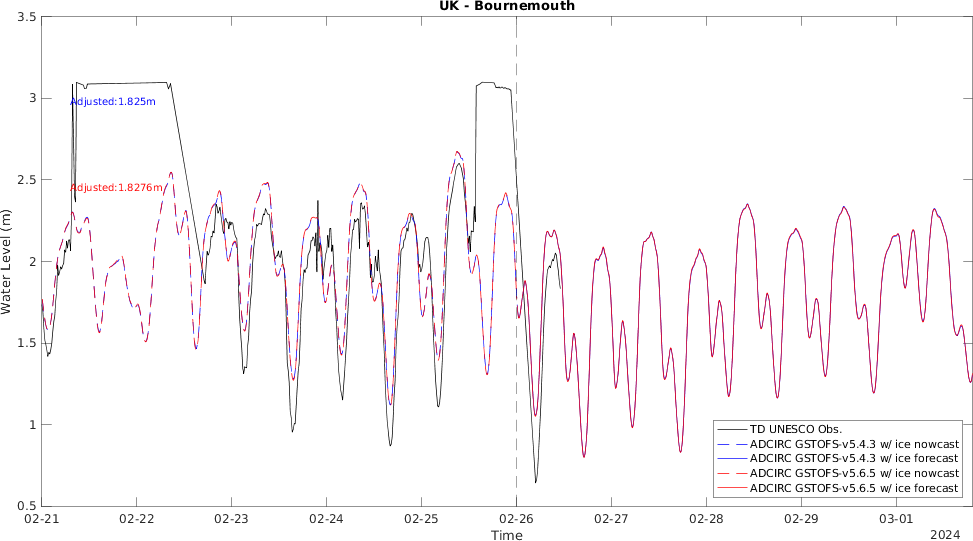 UK - Bournemouth
3.5
3
2.5
2
1.5
1
0.5
Water Level (m)
Adjusted:1.825m
Adjusted:1.8276m
TD UNESCO Obs.
ADCIRC GSTOFS-v5.4.3 w/ ice nowcast
ADCIRC GSTOFS-v5.4.3 w/ ice forecast
ADCIRC GSTOFS-v5.6.5 w/ ice nowcast
ADCIRC GSTOFS-v5.6.5 w/ ice forecast
02-21 02-22 02-23 02-24 02-25 02-26 02-27 02-28 02-29 03-01
Time
2024